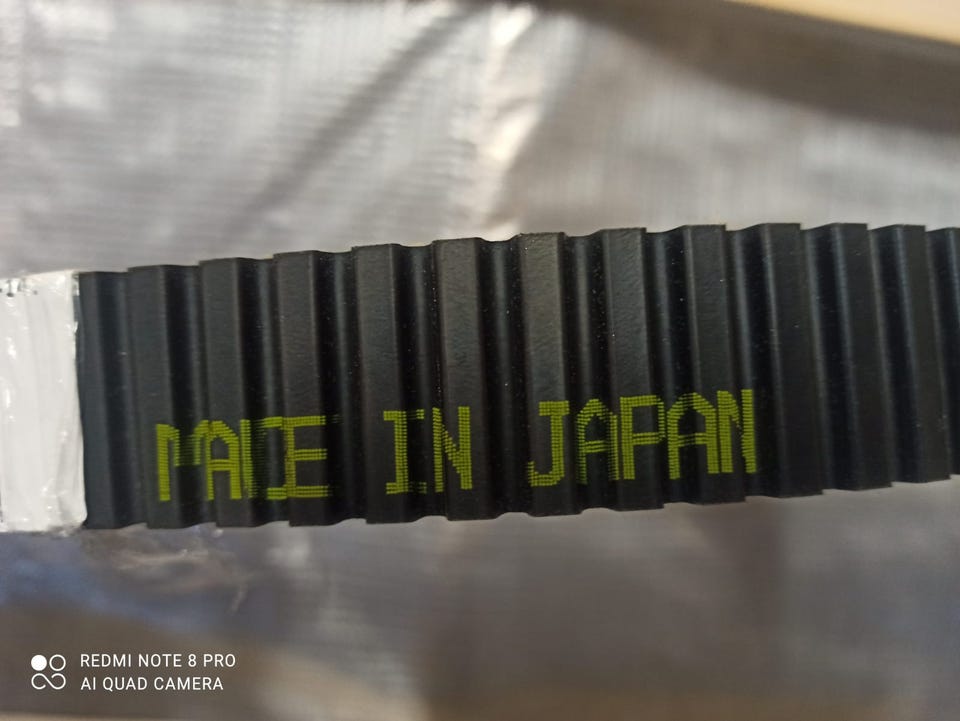 MADE IN JAPAN
REDMI NOTE 8 PRO
AI QUAD CAMERA